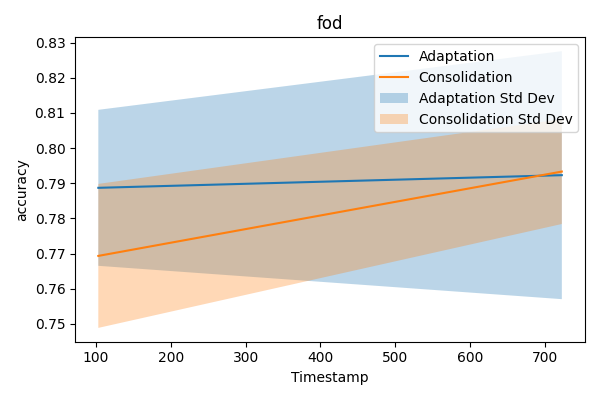 fod
accuracy
0.83
0.82
0.81
0.80
0.79
0.78
0.77
0.76
0.75
Adaptation
Consolidation
Adaptation Std Dev
Consolidation Std Dev
100 200 300 400 500 600 700
Timestamp